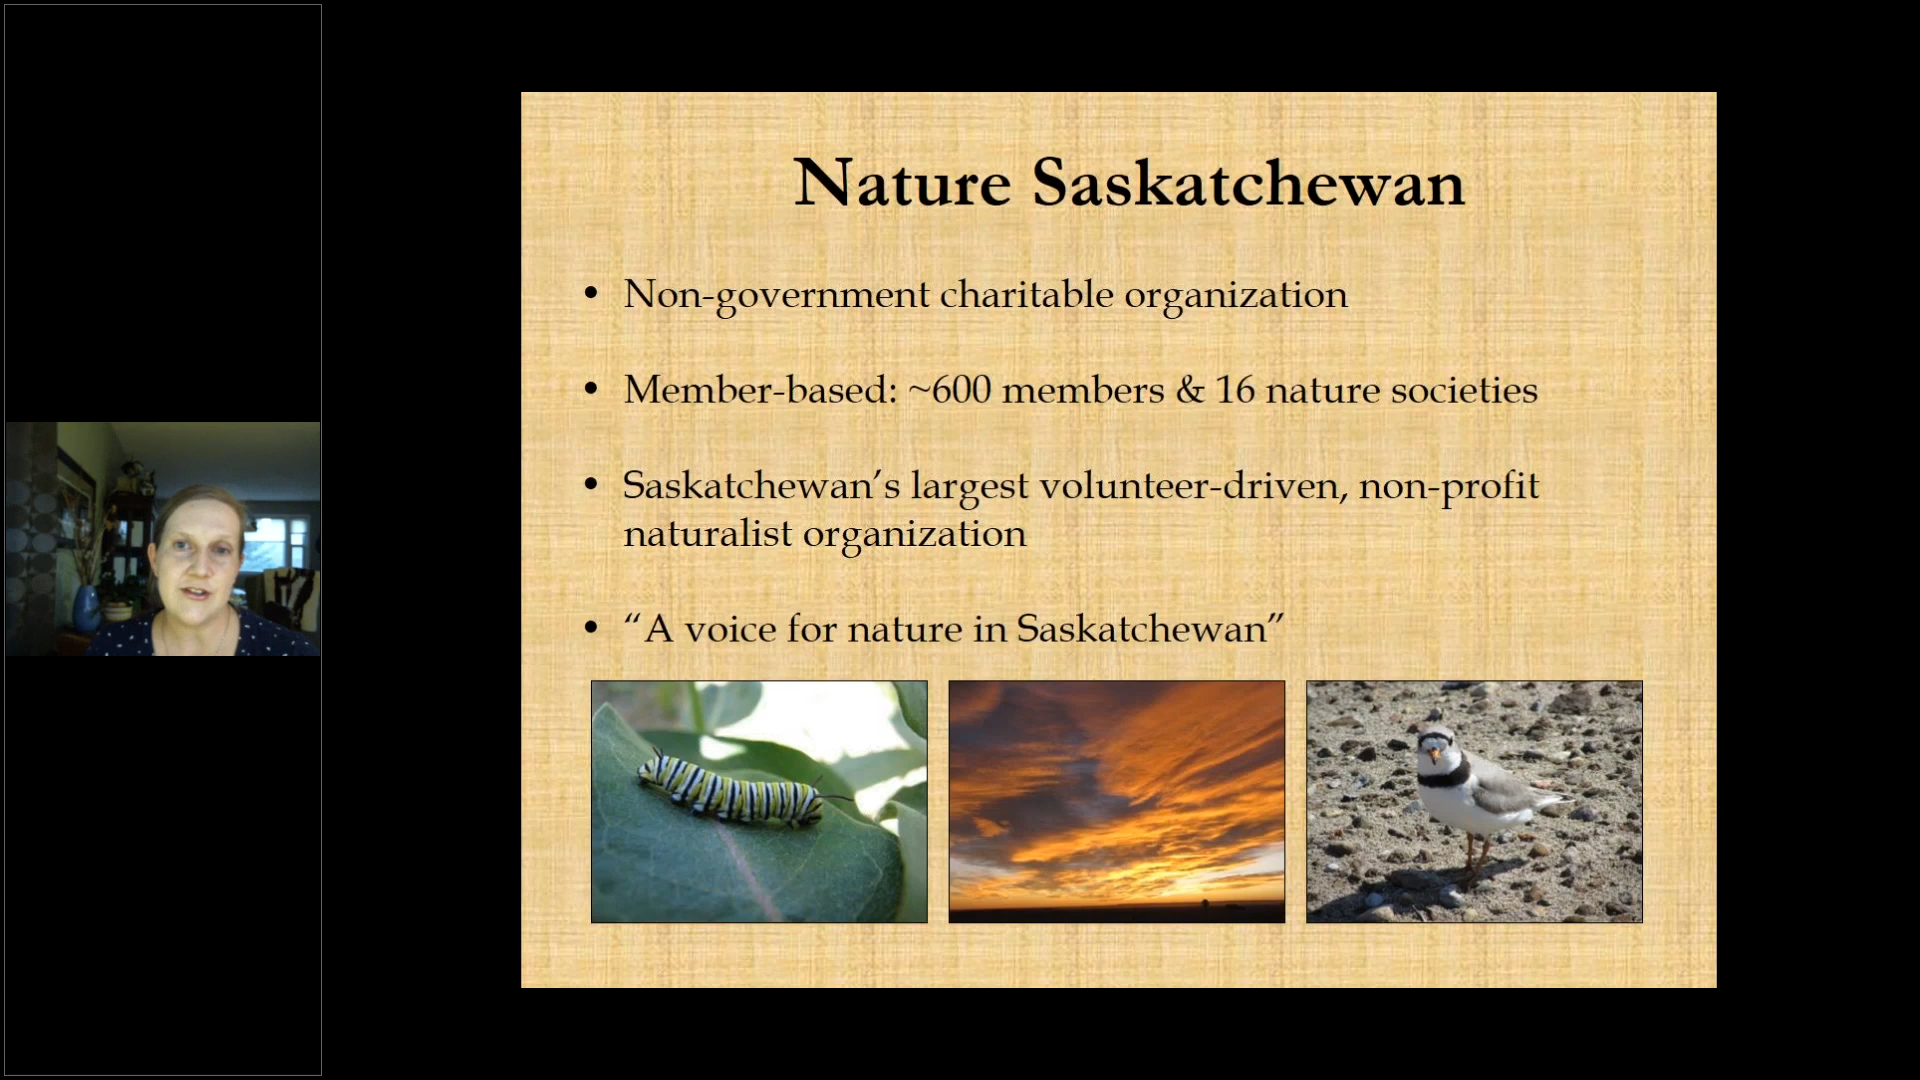 Nature Saskatchewan
• Non-government charitable organization
• Member-based: ~600 members & 16 nature societies
• Saskatchewan’s largest volunteer-driven, non-profit
naturalist organization
• “A voice for nature in Saskatchewan”